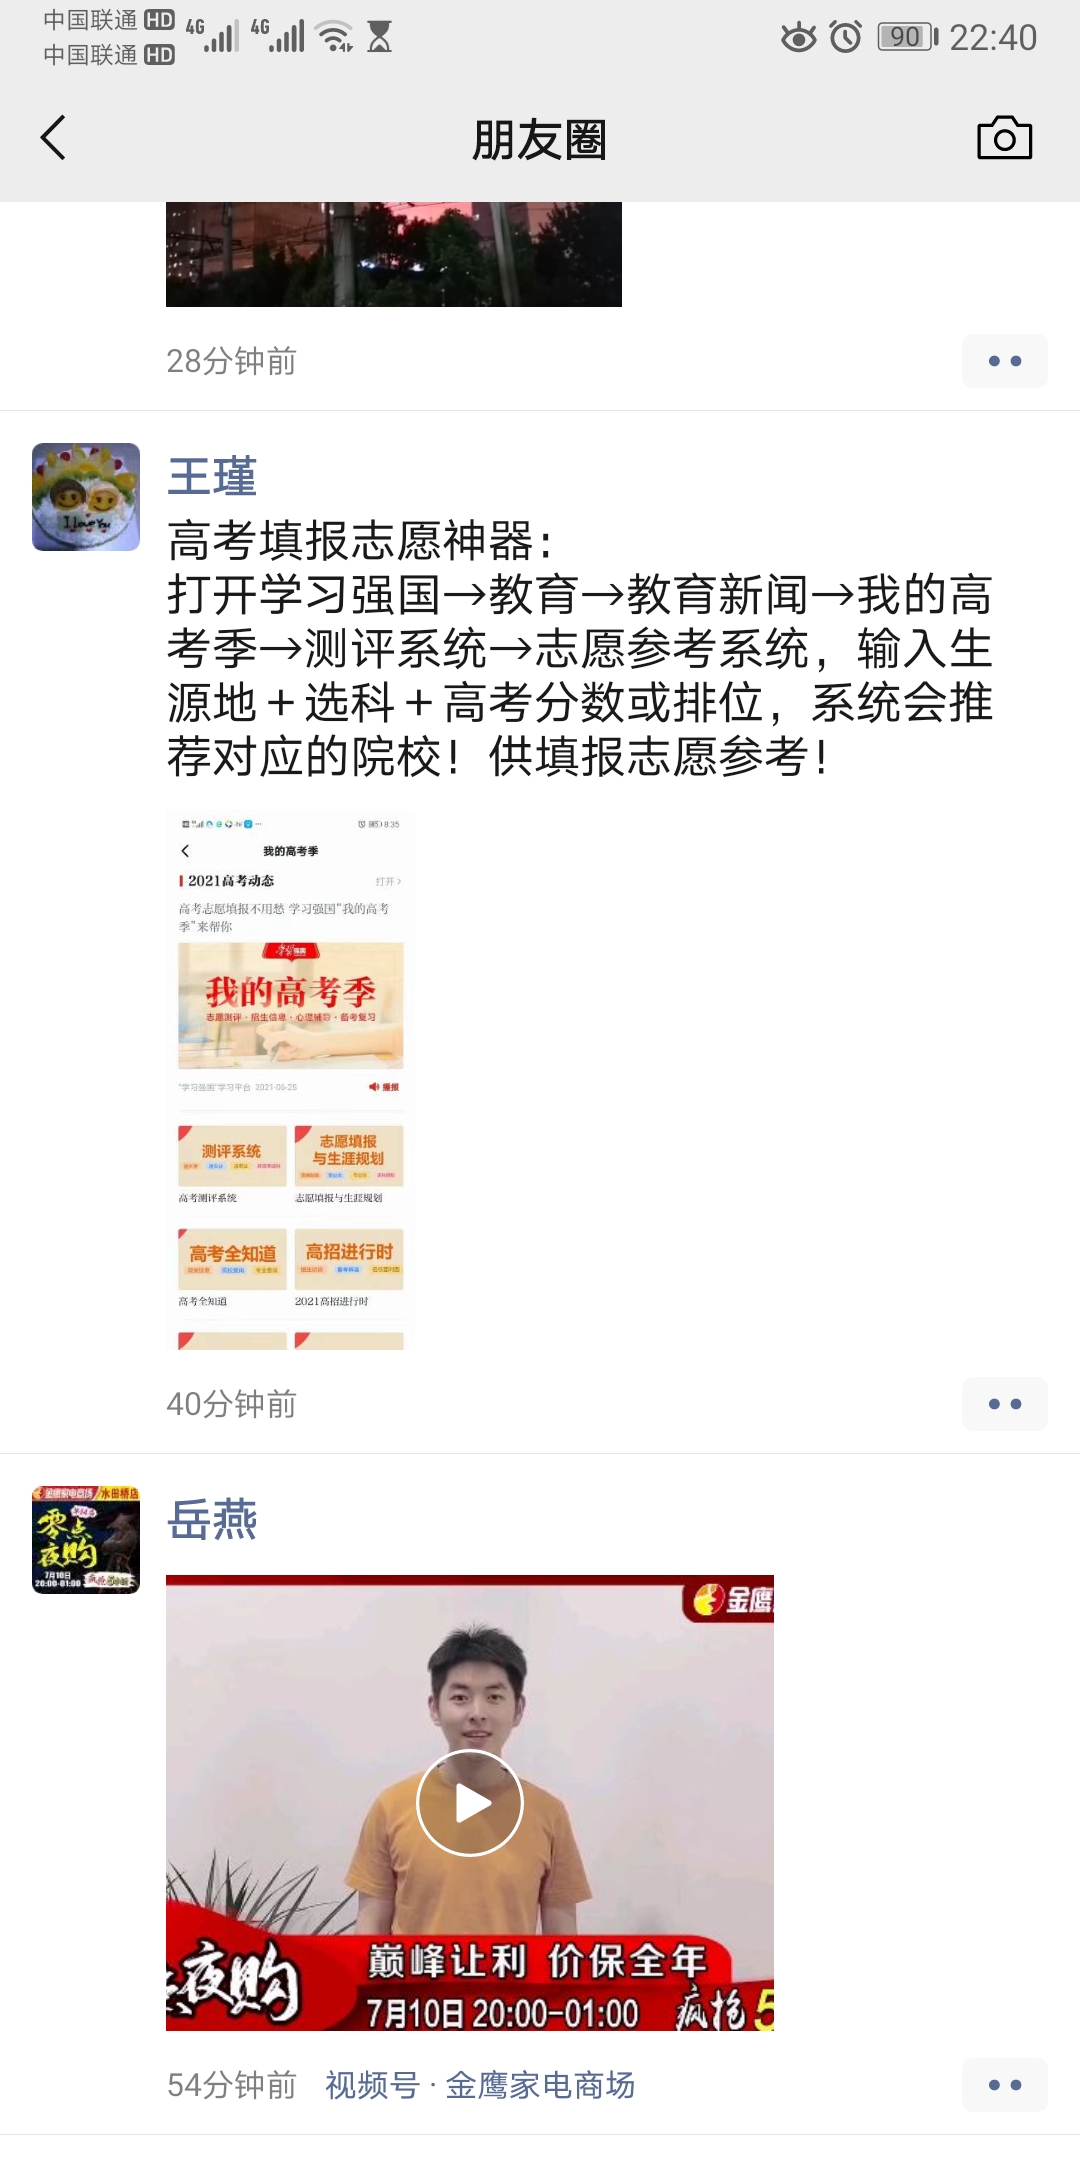 中国联通 HD 4G 4G 90 22:40
中国联通 HD
朋友圈
28分钟前
王瑾
高考填报志愿神器：
打开学习强国→教育→教育新闻→我的高
考季→测评系统→志愿参考系统，输入生
源地＋选科＋高考分数或排位，系统会推
荐对应的院校！供填报志愿参考！
I Love You
8:35
我的高考季
2021高考动态
打开
高考志愿填报不用愁 学习强国"我的高考
季"来帮你
我的高考季
志愿测评·招生信息·心理辅导·备考复习
"学习强国"学习平台 2021-06-25
播报
测评系统
志愿填报
与生涯规划
高考测评系统
志愿填报与生涯规划
高考全知道
高招进行时
高考全知道
2021高招进行时
40分钟前
岳燕
金鹰家电商场 水田桥店
零点
夜购
7月10日
20:00-01:00
金鹰
夜购
巅峰让利 价保全年
7月10日 20:00-01:00
疯抢5
54分钟前 视频号 · 金鹰家电商场